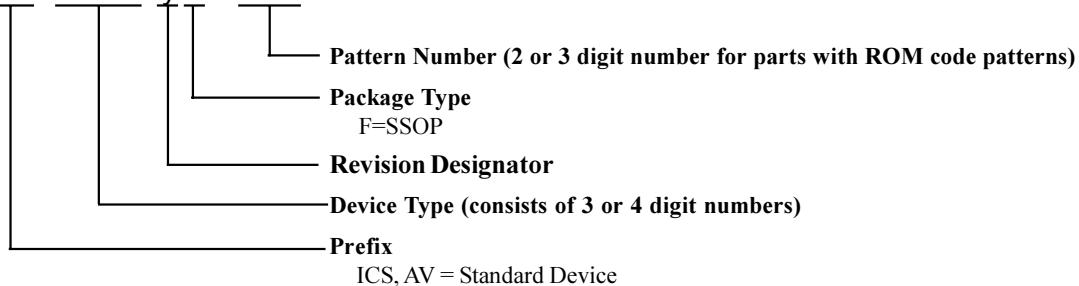 Pattern Number (2 or 3 digit number for parts with ROM code patterns)
Package Type
F=SSOP
Revision Designator
Device Type (consists of 3 or 4 digit numbers)
Prefix
ICS, AV = Standard Device